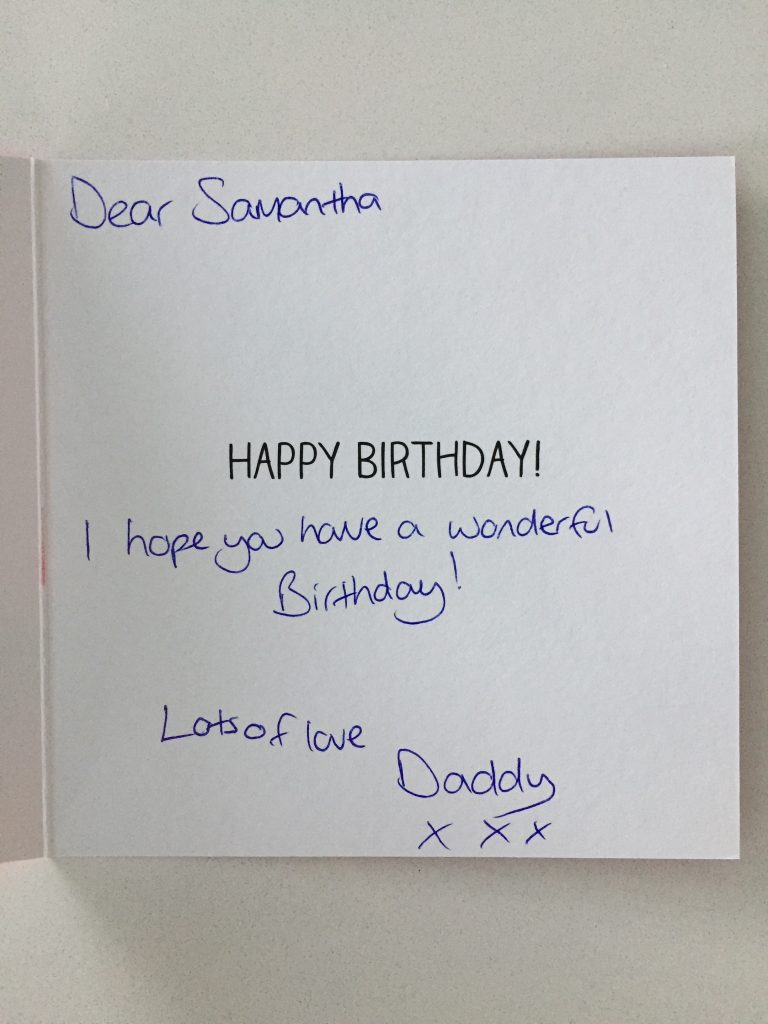 Dear Samantha
HAPPY BIRTHDAY!
I hope you have a wonderful
Birthday!
Lots of love
Daddy
x x x